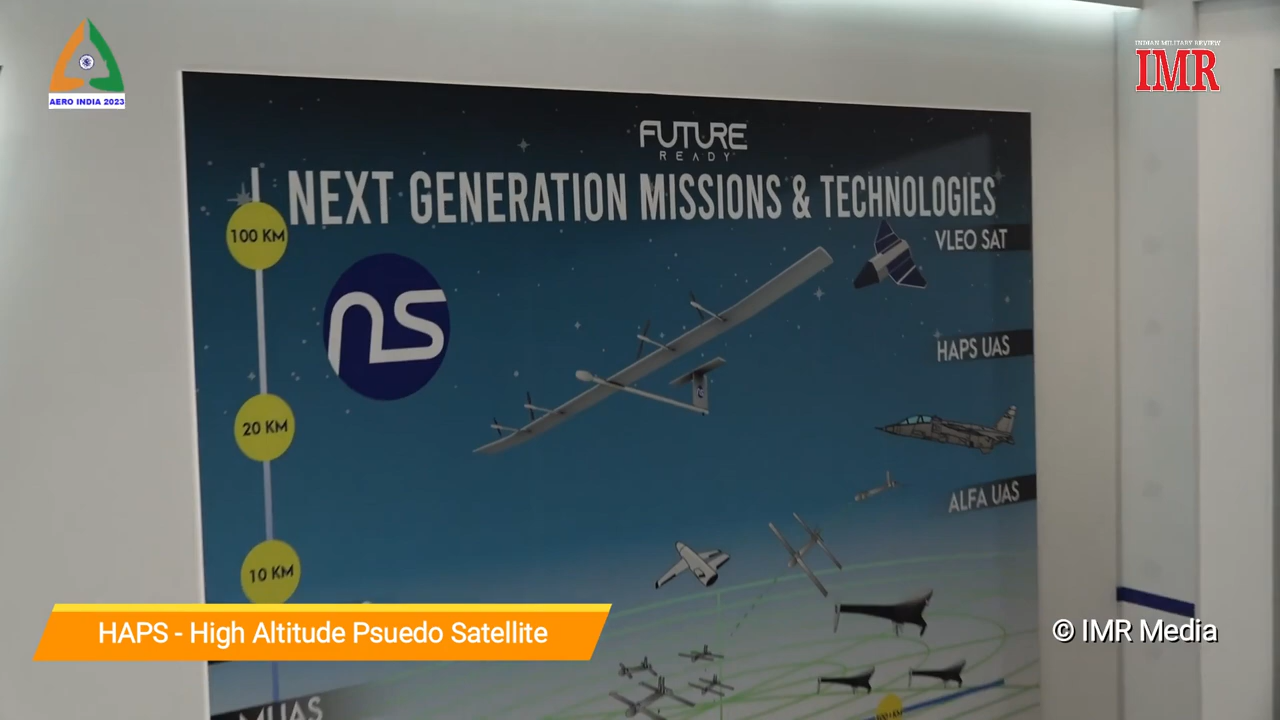 AERO INDIA 2023
INDIAN MILITARY REVIEW
IMR
FUTURE
READY
NEXT GENERATION MISSIONS & TECHNOLOGIES
100 KM
VLEO SAT
ns
HAPS UAS
20 KM
ALFA UAS
10 KM
HAPS - High Altitude Psuedo Satellite
© IMR Media
MUAS